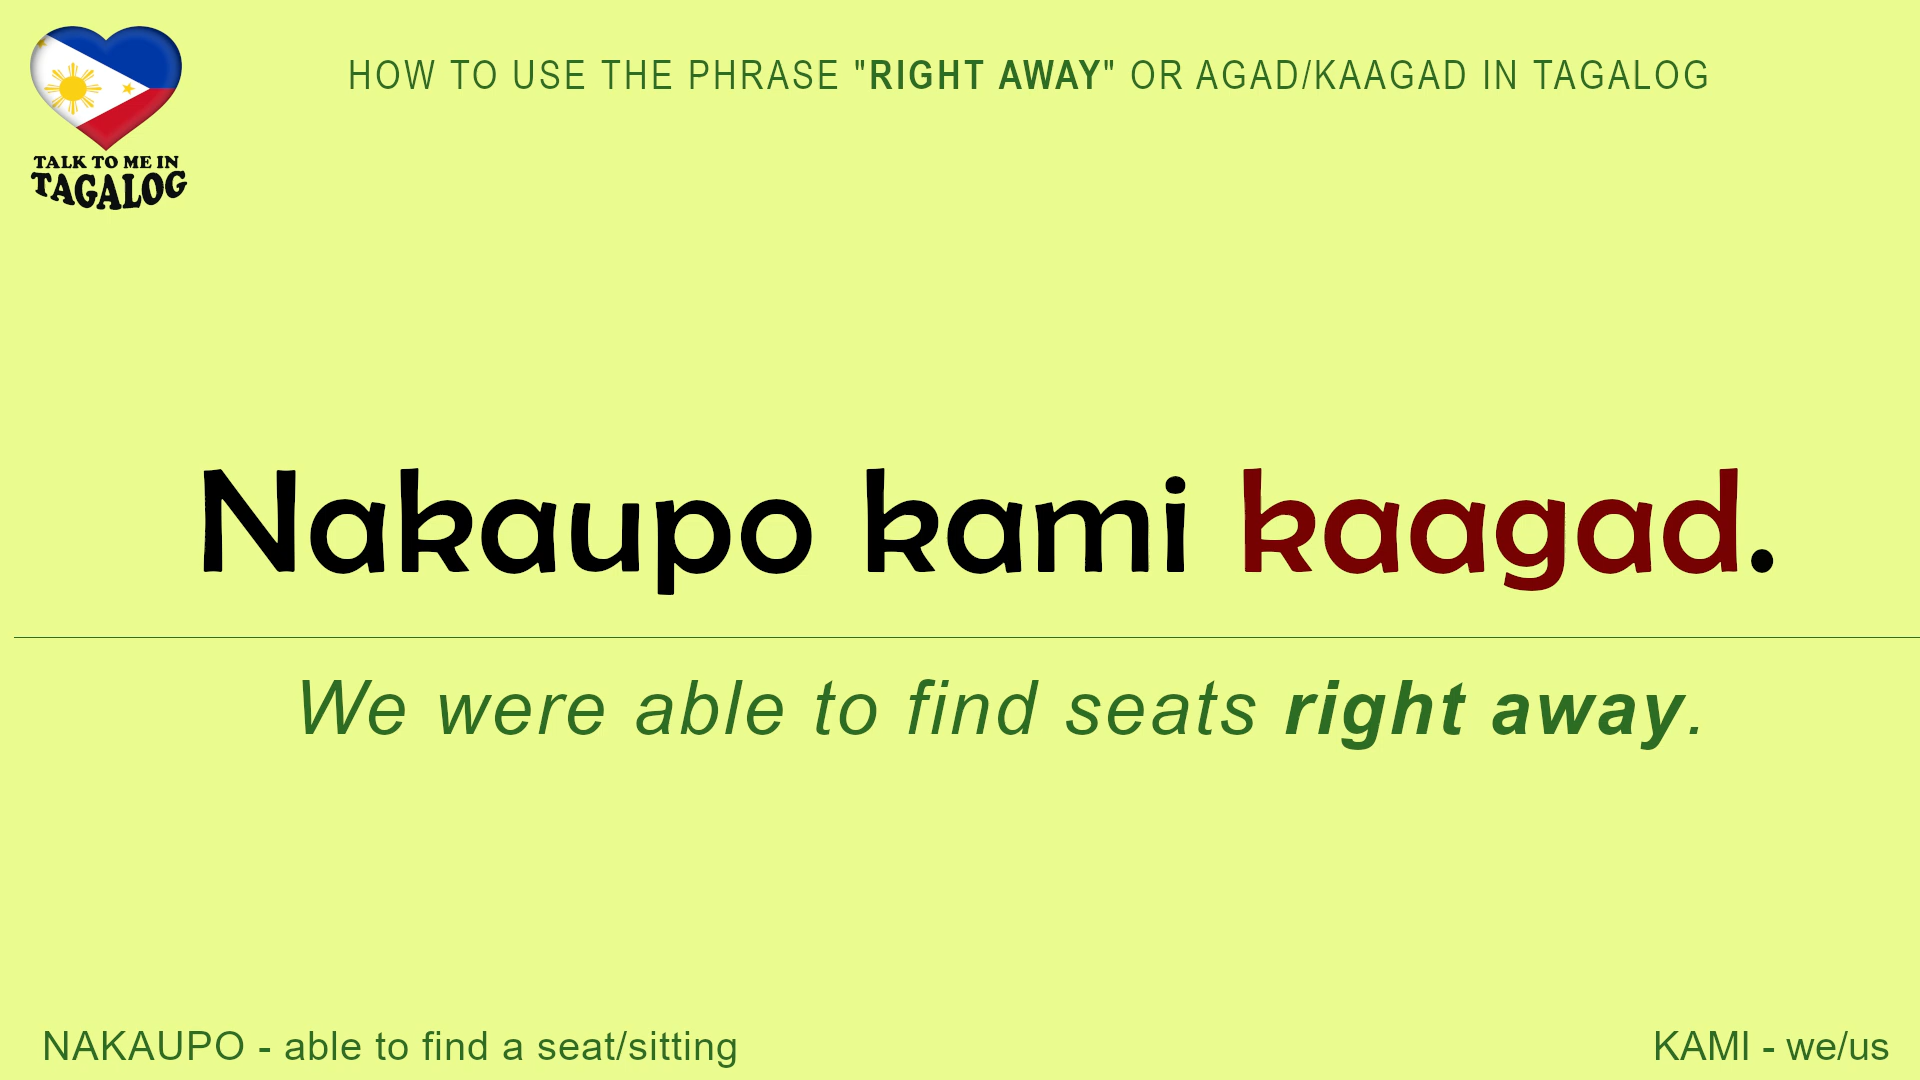 TALK TO ME IN
TAGALOG
HOW TO USE THE PHRASE "RIGHT AWAY" OR AGAD/KAAGAD IN TAGALOG
Nakaupo kami kaagad.
We were able to find seats right away.
NAKAUPO - able to find a seat/sitting
KAMI - we/us